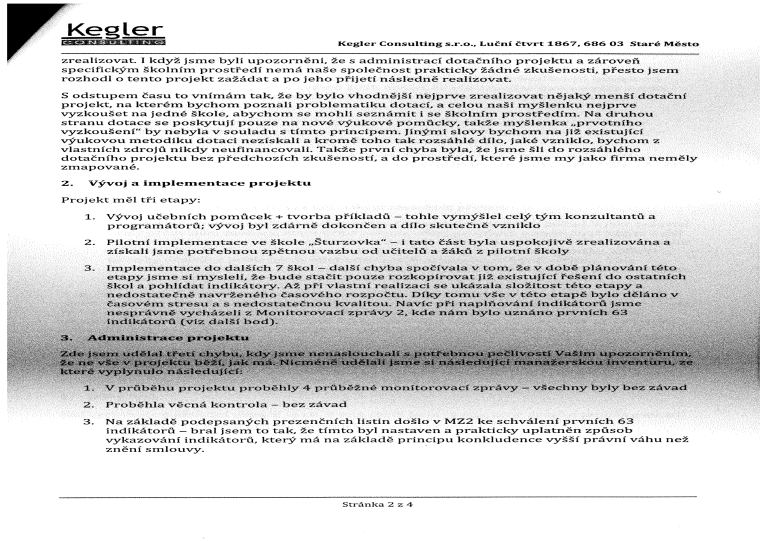 Kegler
CONSULTING
Kegler Consulting s.r.o., Luční čtvrt 1867, 686 03 Staré Město
zrealizovat. I když jsme byli upozorněni, že s administrací dotačního projektu a zároveň
specifickým školním prostředí nemá naše společnost prakticky žádné zkušenosti, přesto jsem
rozhodl o tento projekt zažádat a po jeho přijetí následně realizovat.
S odstupem času to vnímám tak, že by bylo vhodnější nejprve zrealizovat nějaký menší dotační
projekt, na kterém bychom poznali problematiku dotací, a celou naši myšlenku nejprve
vyzkoušet na jedné škole, abychom se mohli seznámit i se školním prostředím. Na druhou
stranu dotace se poskytují pouze na nové výukové pomůcky, takže myšlenka „prvotního
vyzkoušení“ by nebyla v souladu s tímto principem. Jinými slovy bychom na již existující
výukovou metodiku dotaci nezískali a kromě toho tak rozsáhlé dílo, jaké vzniklo, bychom z
vlastních zdrojů nikdy neufinancovali. Takže první chyba byla, že jsme šli do rozsáhlého
dotačního projektu bez předchozích zkušeností, a do prostředí, které jsme my jako firma neměly
zmapované.
2. Vývoj a implementace projektu
Projekt měl tři etapy:
1. Vývoj učebních pomůcek + tvorba příkladů – tohle vymýšlel celý tým konzultantů a
programátorů; vývoj byl zdárně dokončen a dílo skutečně vzniklo
2. Pilotní implementace ve škole „Šturzovka“ – i tato část byla uspokojivě zrealizována a
získali jsme potřebnou zpětnou vazbu od učitelů a žáků z pilotní školy
3. Implementace do dalších 7 škol – další chyba spočívala v tom, že v době plánování této
etapy jsme si mysleli, že bude stačit pouze rozkopírovat již existující řešení do ostatních
škol a pohlídat indikátory. Až při vlastní realizaci se ukázala složitost této etapy a
nedostatečně navrženého časového rozpočtu. Díky tomu vše v této etapě bylo děláno v
časovém stresu a s nedostatečnou kvalitou. Navíc při naplňování indikátorů jsme
nesprávně vycházeli z Monitorovací zprávy 2, kde nám bylo uznáno prvních 63
indikátorů (viz další bod).
3. Administrace projektu
Zde jsem udělal třetí chybu, kdy jsme nenaslouchali s potřebnou pečlivostí Vašim upozorněním,
že ne vše v projektu běží, jak má. Nicméně udělali jsme si následující manažerskou inventuru, ze
které vyplynulo následující:
1. V průběhu projektu proběhly 4 průběžné monitorovací zprávy – všechny byly bez závad
2. Proběhla věcná kontrola – bez závad
3. Na základě podepsaných prezenčních listin došlo v MZ2 ke schválení prvních 63
indikátorů – bral jsem to tak, že tímto byl nastaven a prakticky uplatněn způsob
vykazování indikátorů, který má na základě principu konkludence vyšší právní váhu než
znění smlouvy.
Stránka 2 z 4